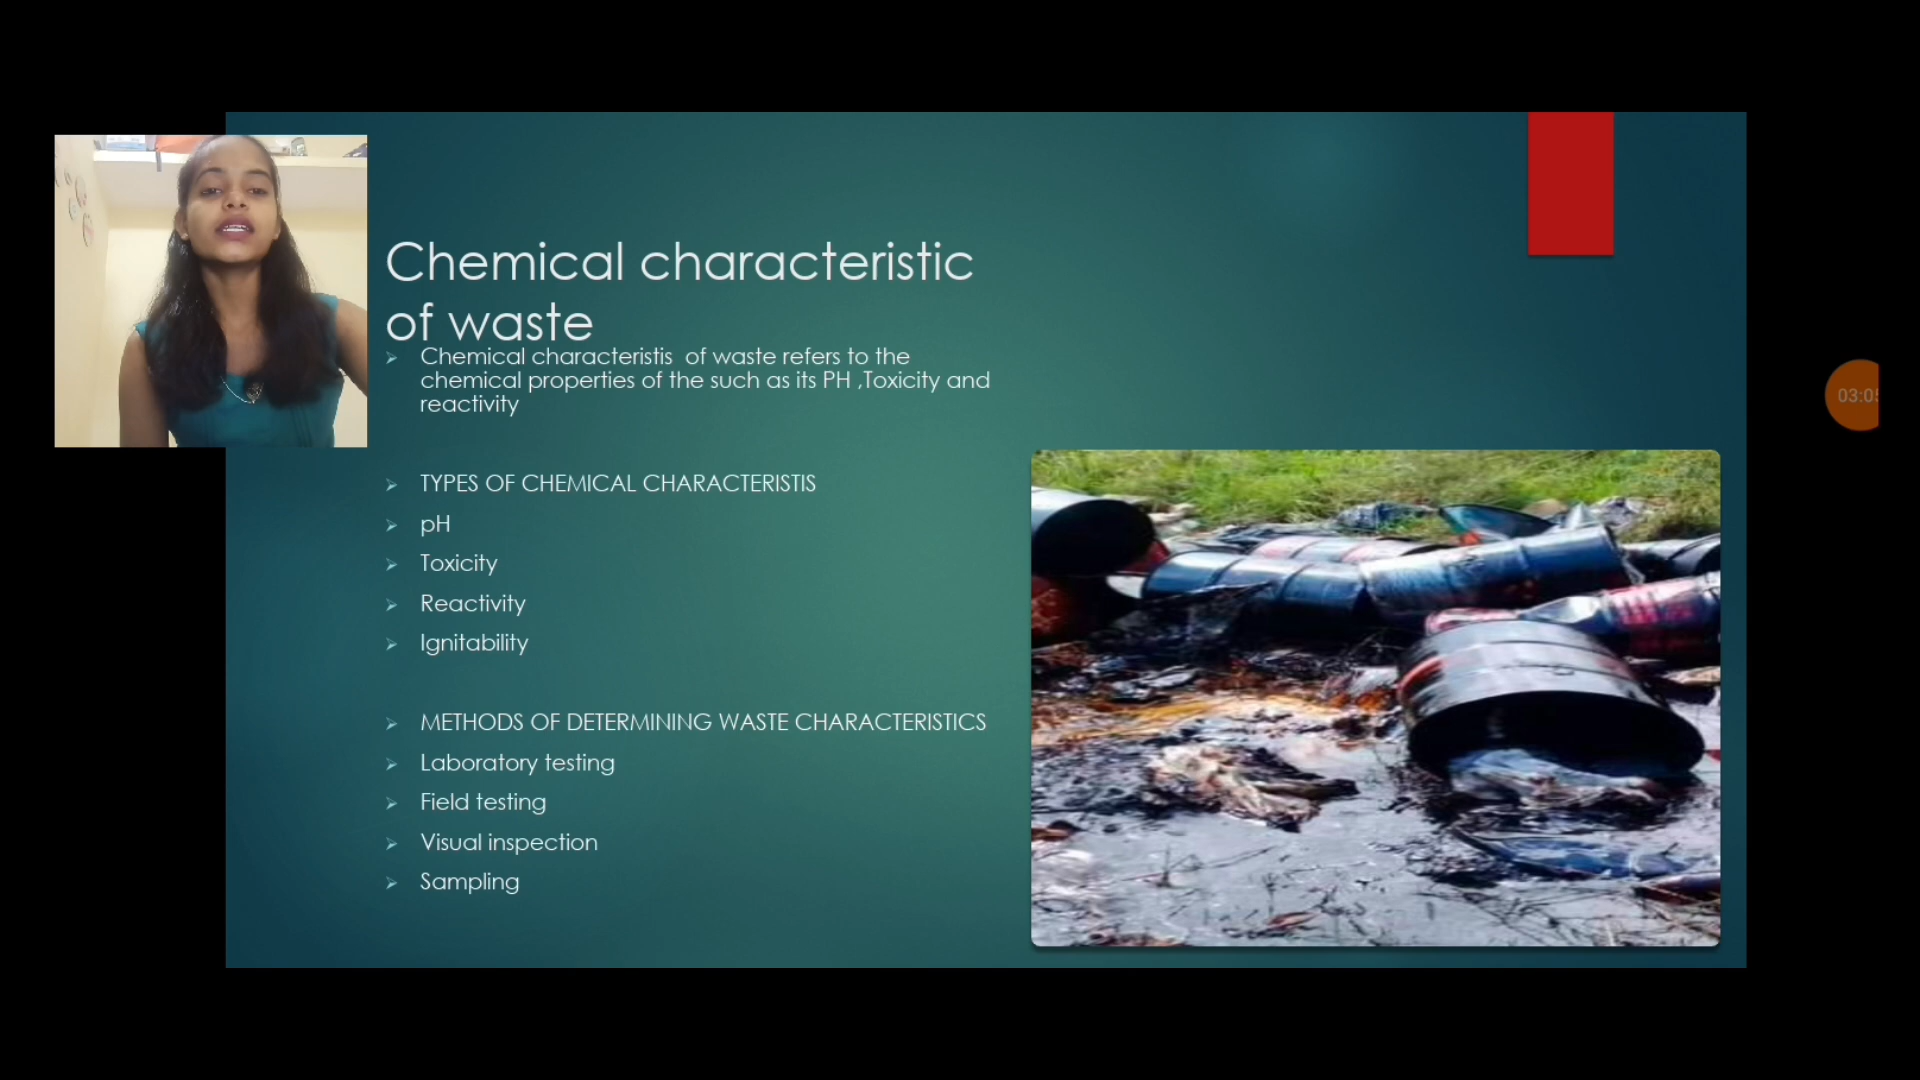 Chemical characteristic
of waste
Chemical characteristis of waste refers to the
chemical properties of the such as its PH ,Toxicity and
reactivity
TYPES OF CHEMICAL CHARACTERISTIS
pH
Toxicity
Reactivity
Ignitability
METHODS OF DETERMINING WASTE CHARACTERISTICS
Laboratory testing
Field testing
Visual inspection
Sampling